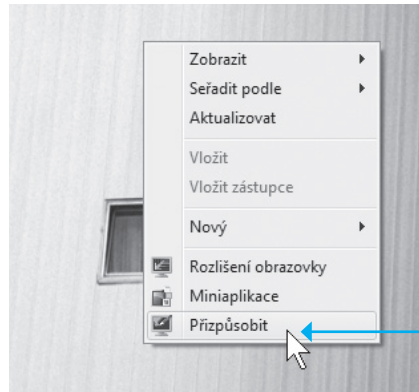 Zobrazit
Seřadit podle
Aktualizovat
Vložit
Vložit zástupce
Nový
Rozlišení obrazovky
Miniaplikace
Přizpůsobit